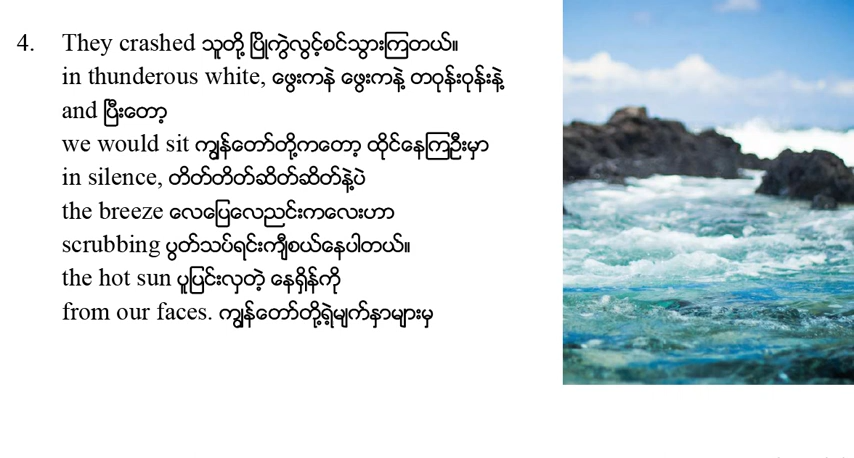 4. They crashed သူတို့ ပြိုကွဲလွင့်စင်သွားကြတယ်။
in thunderous white, ဖွေးကနဲ ဖွေးကနဲ့ တဝုန်းဝုန်းနဲ့
and ပြီးတော့
we would sit ကျွန်တော်တို့ကတော့ ထိုင်နေကြဦးမှာ
in silence, တိတ်တိတ်ဆိတ်ဆိတ်နဲ့ပဲ
the breeze လေပြေလေညင်းကလေးဟာ
scrubbing ပွတ်သပ်ရင်းကျီစယ်နေပါတယ်။
the hot sun ပူပြင်းလှတဲ့ နေရှိန်ကို
from our faces. ကျွန်တော်တို့ရဲ့မျက်နှာများမှ